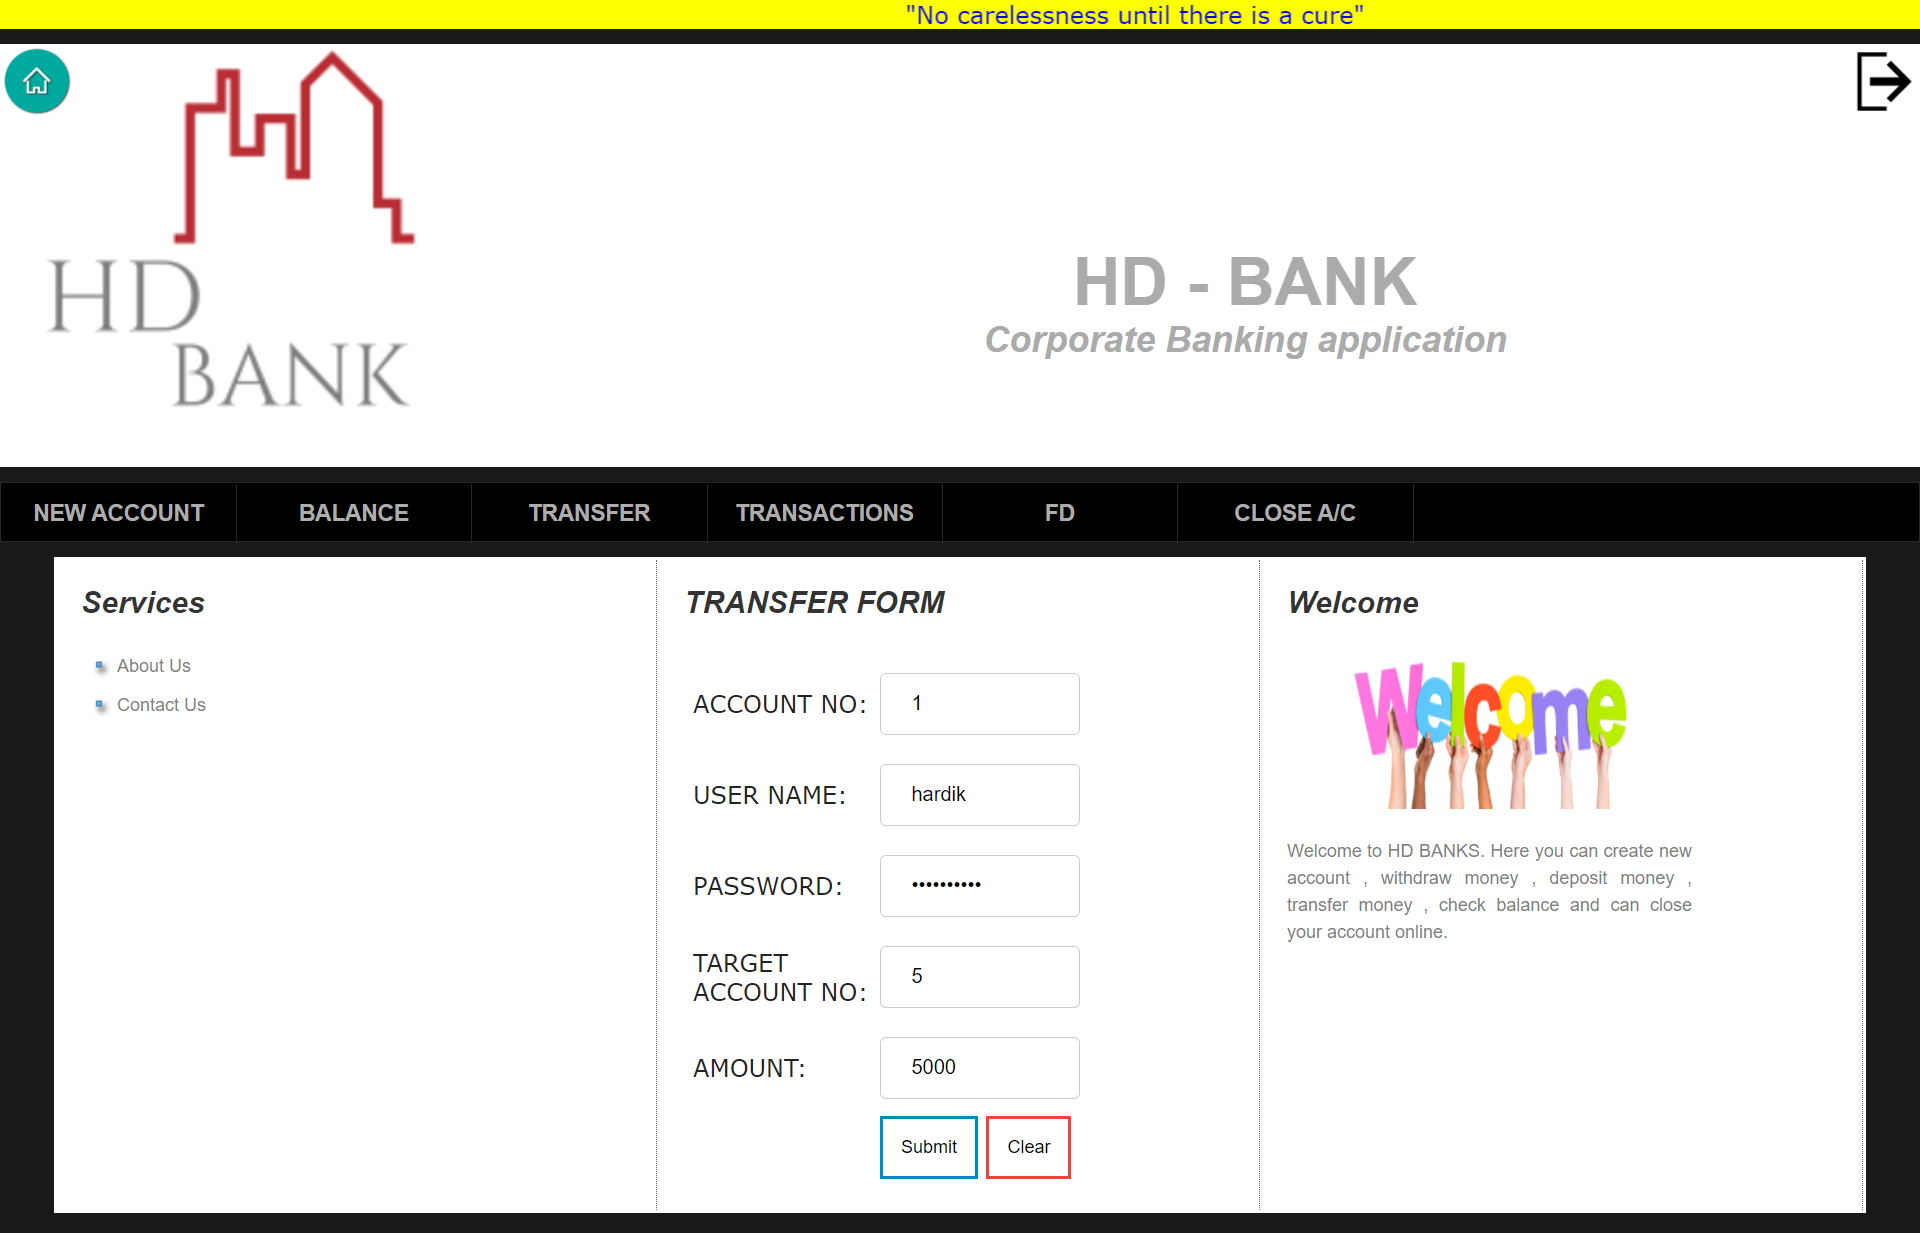 "No carelessness until there is a cure"
HD
BANK
HD - BANK
Corporate Banking application
NEW ACCOUNT
BALANCE
TRANSFER
TRANSACTIONS
FD
CLOSE A/C
Services
About Us
Contact Us
TRANSFER FORM
ACCOUNT NO: 1
USER NAME: hardik
PASSWORD: ••••••••••
TARGET
ACCOUNT NO: 5
AMOUNT: 5000
Submit
Clear
Welcome
Welcome
Welcome to HD BANKS. Here you can create new
account , withdraw money , deposit money ,
transfer money , check balance and can close
your account online.